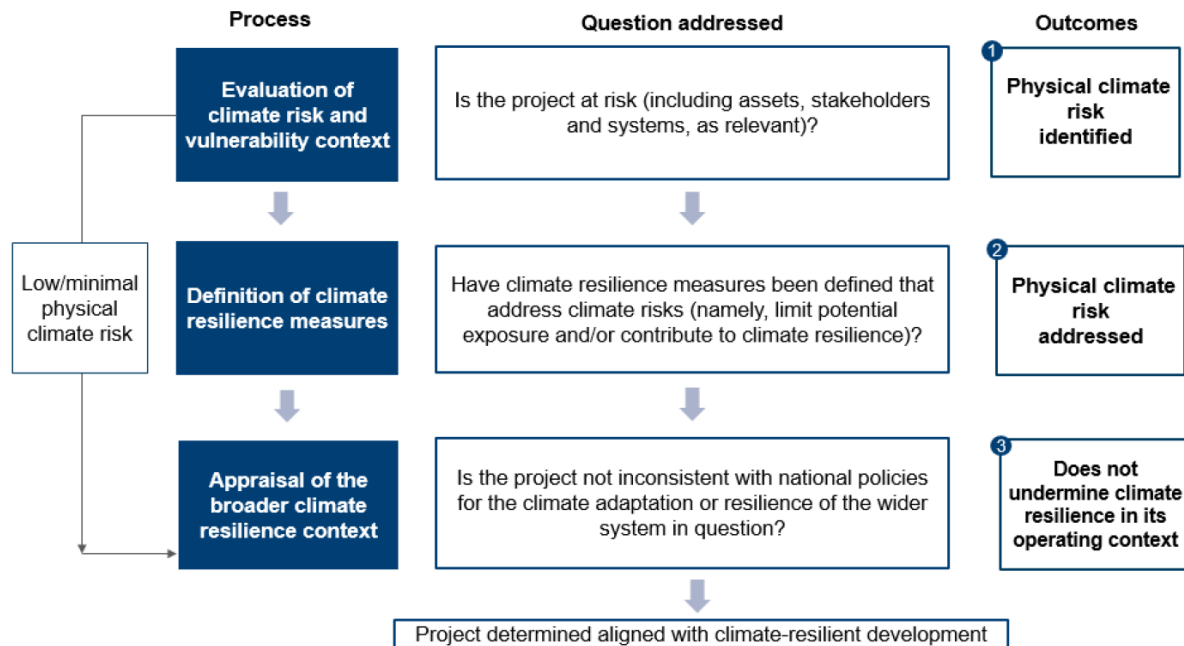 Process
Question addressed
Outcomes
Evaluation of
climate risk and
vulnerability context
Is the project at risk (including assets, stakeholders
and systems, as relevant)?
1
Physical climate
risk
identified
Low/minimal
physical
climate risk
Definition of climate
resilience measures
Have climate resilience measures been defined that
address climate risks (namely, limit potential
exposure and/or contribute to climate resilience)?
2
Physical climate
risk
addressed
Appraisal of the
broader climate
resilience context
Is the project not inconsistent with national policies
for the climate adaptation or resilience of the wider
system in question?
3
Does not
undermine climate
resilience in its
operating context
Project determined aligned with climate-resilient development